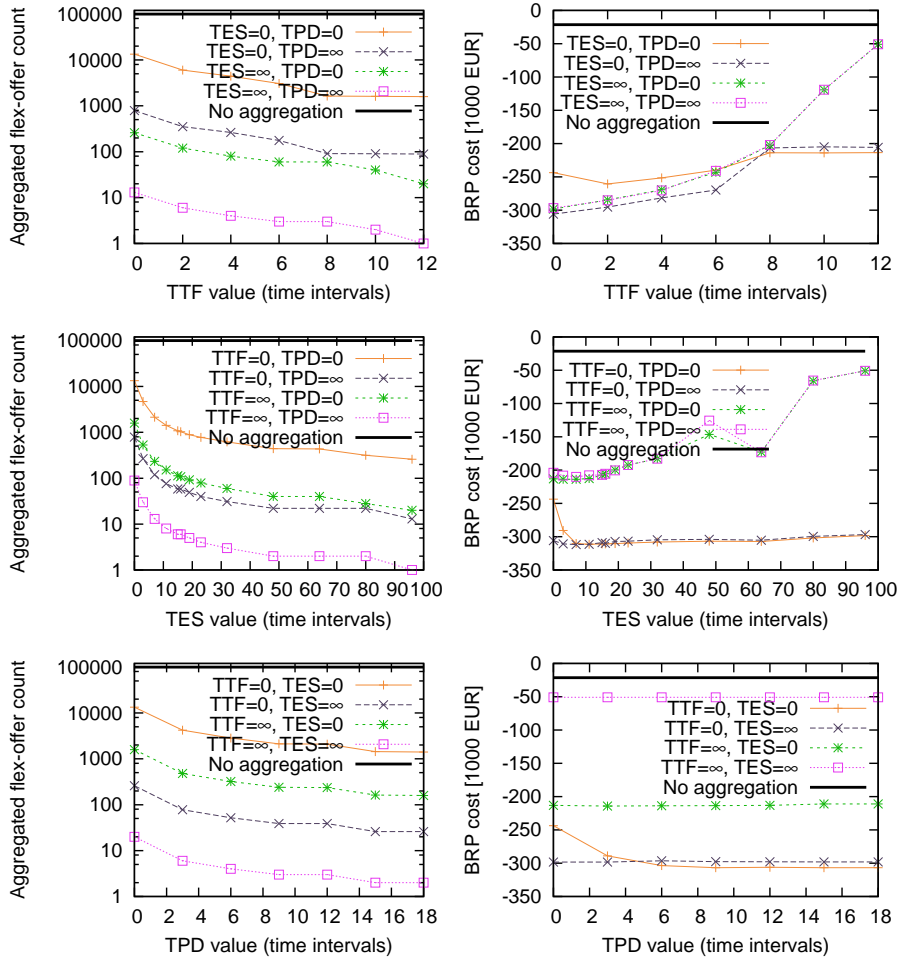 100000
10000
1000
100
10
1
Aggregated flex-offer count
TES=0, TPD=0
TES=0, TPD=∞
TES=∞, TPD=0
TES=∞, TPD=∞
No aggregation
0 2 4 6 8 10 12
TTF value (time intervals)
0
-50
-100
-150
-200
-250
-300
-350
BRP cost [1000 EUR]
TES=0, TPD=0
TES=0, TPD=∞
TES=∞, TPD=0
TES=∞, TPD=∞
No aggregation
0 2 4 6 8 10 12
TTF value (time intervals)
100000
10000
1000
100
10
1
Aggregated flex-offer count
TTF=0, TPD=0
TTF=0, TPD=∞
TTF=∞, TPD=0
TTF=∞, TPD=∞
No aggregation
0 10 20 30 40 50 60 70 80 90 100
TES value (time intervals)
0
-50
-100
-150
-200
-250
-300
-350
BRP cost [1000 EUR]
TTF=0, TPD=0
TTF=0, TPD=∞
TTF=∞, TPD=0
TTF=∞, TPD=∞
No aggregation
0 10 20 30 40 50 60 70 80 90 100
TES value (time intervals)
100000
10000
1000
100
10
1
Aggregated flex-offer count
TTF=0, TES=0
TTF=0, TES=∞
TTF=∞, TES=0
TTF=∞, TES=∞
No aggregation
0 2 4 6 8 10 12 14 16 18
TPD value (time intervals)
0
-50
-100
-150
-200
-250
-300
-350
BRP cost [1000 EUR]
TTF=0, TES=0
TTF=0, TES=∞
TTF=∞, TES=0
TTF=∞, TES=∞
No aggregation
0 2 4 6 8 10 12 14 16 18
TPD value (time intervals)